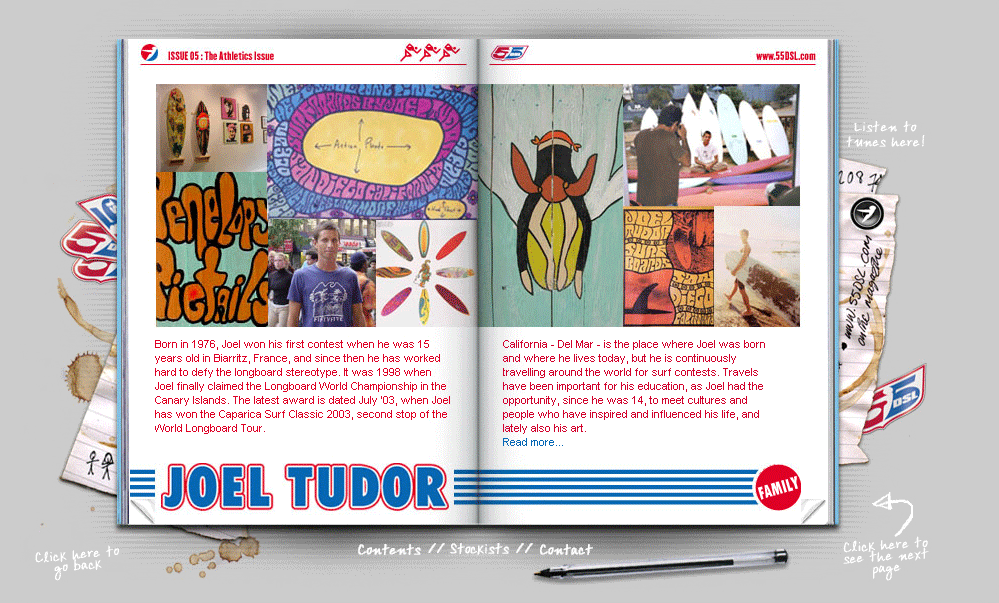 ISSUE 05 : The Athletics Issue
55
www.55DSL.com
Action Photo
Penelope
Pictails
JOEL
TUDOR
SURF
BOARDS
SAN
DIEGO
Born in 1976, Joel won his first contest when he was 15
years old in Biarritz, France, and since then he has worked
hard to defy the longboard stereotype. It was 1998 when
Joel finally claimed the Longboard World Championship in the
Canary Islands. The latest award is dated July '03, when Joel
has won the Caparica Surf Classic 2003, second stop of the
World Longboard Tour.
California - Del Mar - is the place where Joel was born
and where he lives today, but he is continuously
travelling around the world for surf contests. Travels
have been important for his education, as Joel had the
opportunity, since he was 14, to meet cultures and
people who have inspired and influenced his life, and
lately also his art.
Read more...
JOEL TUDOR
FAMILY
Listen to
tunes here!
www.55DSL.com
online magazine
55 DSL
Click here to
go back
Contents // Stockists // Contact
Click here to
see the next
page